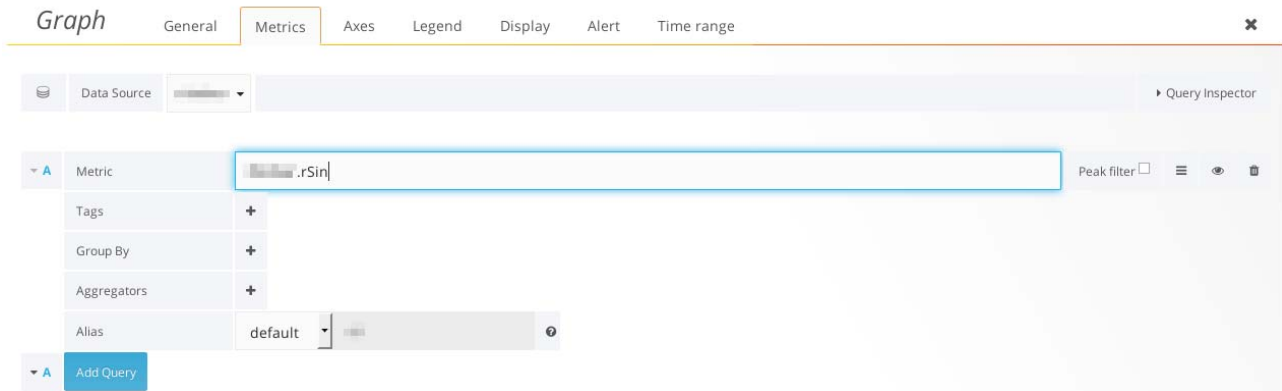 Graph General Metrics Axes Legend Display Alert Time range
Data Source Query Inspector
A Metric .rSin Peak filter
Tags
Group By
Aggregators
Alias default
A Add Query